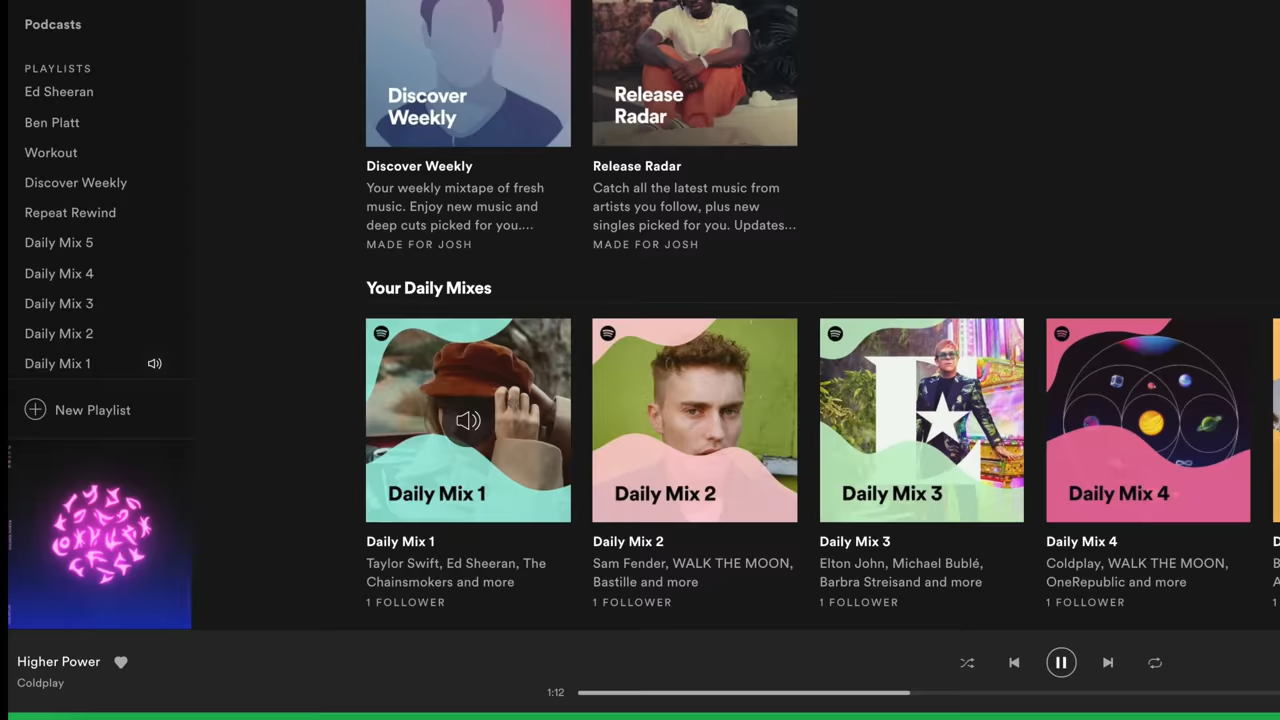 Podcasts
PLAYLISTS
Ed Sheeran
Ben Platt
Workout
Discover Weekly
Repeat Rewind
Daily Mix 5
Daily Mix 4
Daily Mix 3
Daily Mix 2
Daily Mix 1
New Playlist
Discover
Weekly
Release
Radar
Discover Weekly
Your weekly mixtape of fresh
music. Enjoy new music and
deep cuts picked for you....
MADE FOR JOSH
Release Radar
Catch all the latest music from
artists you follow, plus new
singles picked for you. Updates...
MADE FOR JOSH
Your Daily Mixes
Daily Mix 1
Daily Mix 2
Daily Mix 3
Daily Mix 4
Daily Mix 1
Taylor Swift, Ed Sheeran, The
Chainsmokers and more
1 FOLLOWER
Daily Mix 2
Sam Fender, WALK THE MOON,
Bastille and more
1 FOLLOWER
Daily Mix 3
Elton John, Michael Bublé,
Barbra Streisand and more
1 FOLLOWER
Daily Mix 4
Coldplay, WALK THE MOON,
OneRepublic and more
1 FOLLOWER
Higher Power
Coldplay
1:12